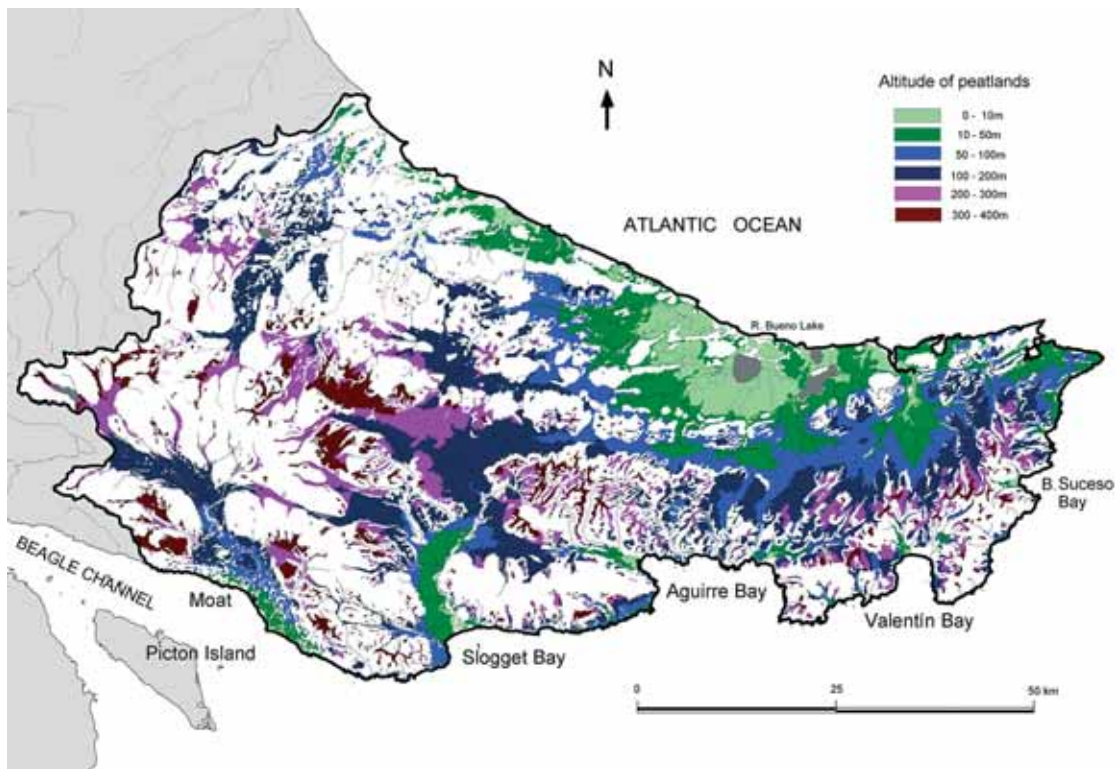 N
Altitude of peatlands
0 - 10m
10 - 50m
50 - 100m
100 - 200m
200 - 300m
300 - 400m
ATLANTIC OCEAN
R. Bueno Lake
B. Suceso
Bay
BEAGLE CHANNEL
Moat
Aguirre Bay
Valentín Bay
Picton Island
Slogget Bay
0 25 50 km